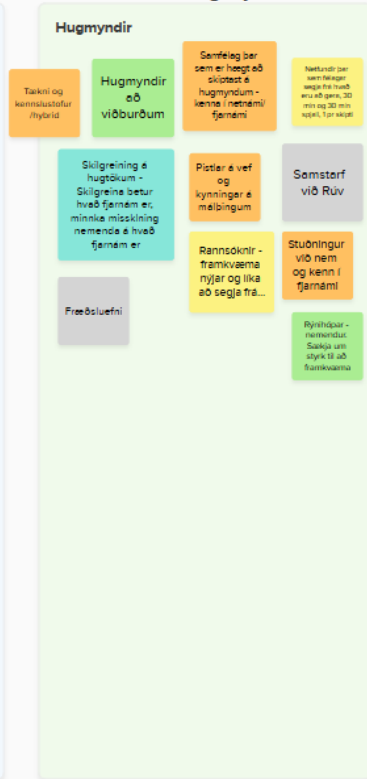 Hugmyndir
Tækni og
kennslustofur
/hybrid
Hugmyndir
að
viðburðum
Samfélag þar
sem er hægt að
skiptast á
hugmyndum -
kenna í netnámi/
fjarnámi
Netfundir þar
sem félagar
segja frá hvað
eru að gera, 30
mín og 30 mín
spjall, 1 þr skipti
Skilgreining á
hugtökum -
Skilgreina betur
hvað fjarnám er,
minnka misskilning
nemenda á hvað
fjarnám er
Pistlar á vef
og
kynningar á
málþingum
Samstarf
við Rúv
Rannsóknir -
framkvæma
nýjar og líka
að segja frá...
Stuðningur
við nem
og kenn í
fjarnámi
Fræðsluefni
Rýnihópar -
nemendur.
Sækja um
styrk til að
framkvæma